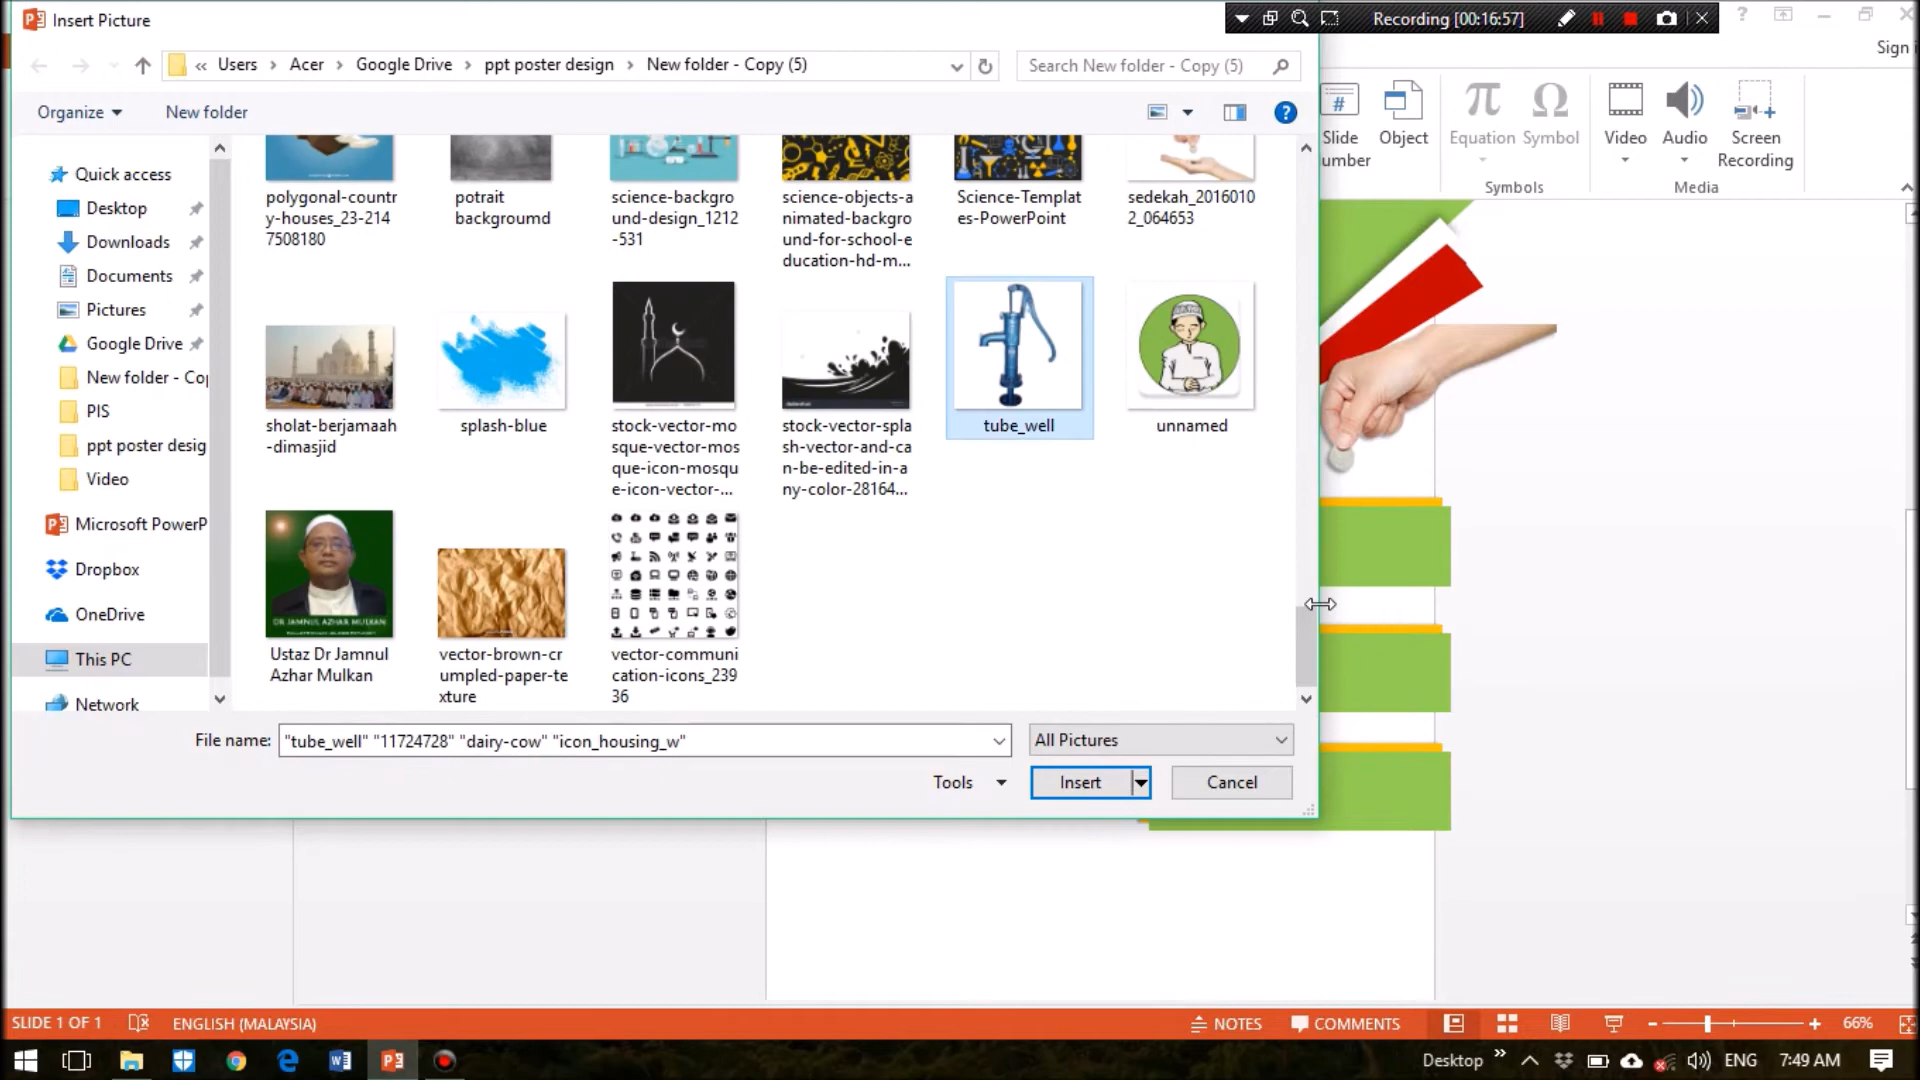 Insert Picture
Recording [00:16:57]
?
Sign i
« Users > Acer > Google Drive > ppt poster design > New folder - Copy (5)
Search New folder - Copy (5)
Organize
New folder
?
#
Slide
umber
Object
π
Equation
Ω
Symbol
Symbols
Video
Audio
Screen
Recording
Media
Quick access
Desktop
Downloads
Documents
Pictures
Google Drive
New folder - Cop
PIS
ppt poster desig
Video
Microsoft PowerP
Dropbox
OneDrive
This PC
Network
polygonal-countr
y-houses_23-214
7508180
potrait
backgroumd
science-backgro
und-design_1212
-531
science-objects-a
nimated-backgro
und-for-school-e
ducation-hd-m...
Science-Templat
es-PowerPoint
sedekah_2016010
2_064653
sholat-berjamaah
-dimasjid
splash-blue
stock-vector-mo
sque-vector-mos
que-icon-mosqu
e-icon-vector-...
stock-vector-spla
sh-vector-and-ca
n-be-edited-in-a
ny-color-28164...
tube_well
unnamed
DR JAMNUL AZHAR MULKAN
Ustaz Dr Jamnul
Azhar Mulkan
vector-brown-cr
umpled-paper-te
xture
vector-communi
cation-icons_239
36
File name:
"tube_well" "11724728" "dairy-cow" "icon_housing_w"
All Pictures
Tools
Insert
Cancel
SLIDE 1 OF 1
ENGLISH (MALAYSIA)
NOTES
COMMENTS
66%
Desktop
»
ENG
7:49 AM